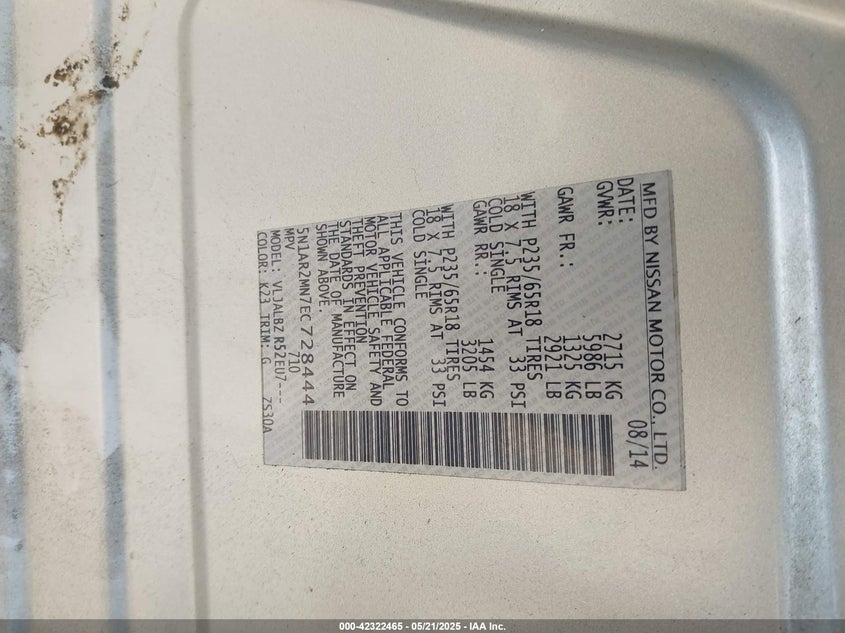 MFD BY NISSAN MOTOR CO., LTD.
DATE: 08/14
GVWR: 2715 KG
5986 LB
GAWR FR.: 1325 KG
2921 LB
WITH P235/65R18 TIRES
18 X 7.5 RIMS AT 33 PSI
COLD SINGLE
GAWR RR.: 1454 KG
3205 LB
WITH P235/65R18 TIRES
18 X 7.5 RIMS AT 33 PSI
COLD SINGLE
THIS VEHICLE CONFORMS TO
ALL APPLICABLE FEDERAL
MOTOR VEHICLE SAFETY AND
THEFT PREVENTION
STANDARDS IN EFFECT ON
THE DATE OF MANUFACTURE
SHOWN ABOVE.
5N1AR2MN7EC728444
MPV 710
MODEL: VLJALBZ R52EU7---
COLOR: K23 TRIM: G ZS30A
000-42322465 - 05/21/2025 - IAA Inc.